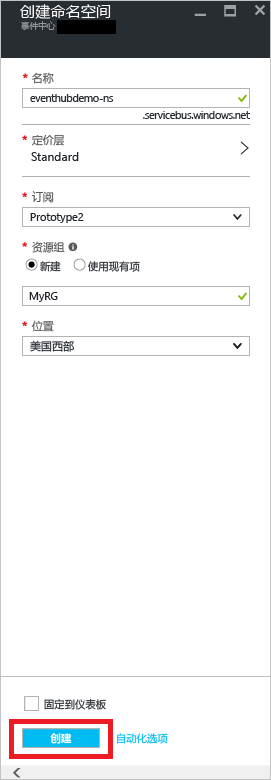 创建命名空间
事件中心
* 名称
eventhubdemo-ns
.servicebus.windows.net
* 定价层
Standard
* 订阅
Prototype2
* 资源组
新建 使用现有项
MyRG
* 位置
美国西部
固定到仪表板
创建 自动化选项